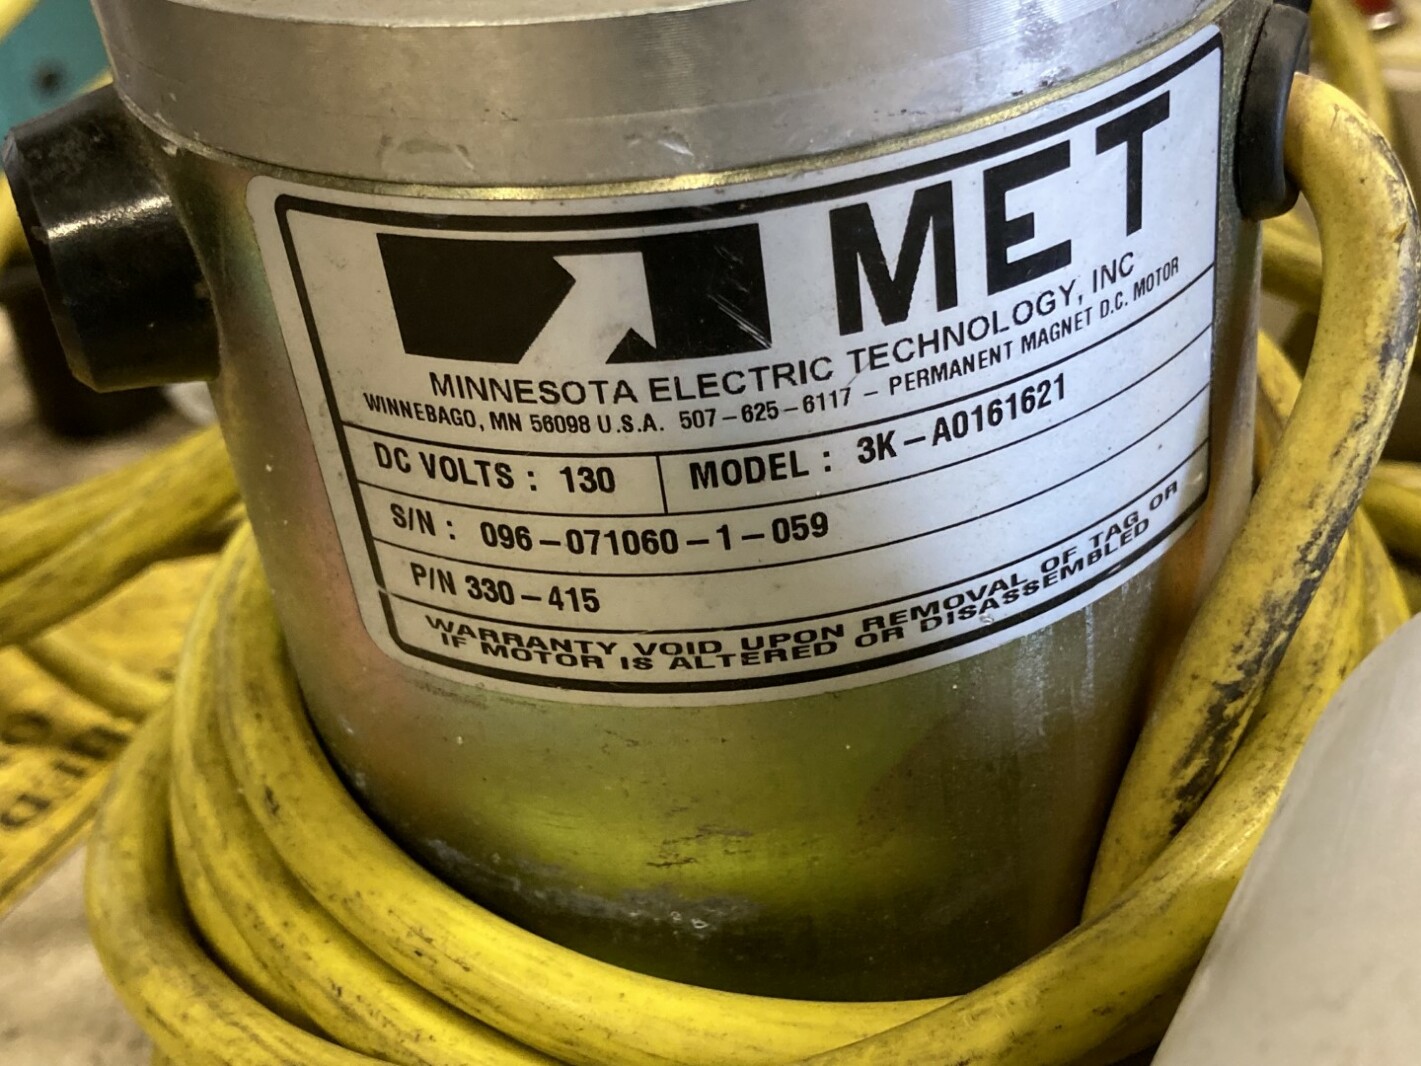 MET
MINNESOTA ELECTRIC TECHNOLOGY, INC
WINNEBAGO, MN 56098 U.S.A. 507-625-6117 - PERMANENT MAGNET D.C. MOTOR
DC VOLTS : 130 MODEL : 3K-A0161621
S/N : 096-071060-1-059
P/N 330-415
WARRANTY VOID UPON REMOVAL OF TAG OR
IF MOTOR IS ALTERED OR DISASSEMBLED